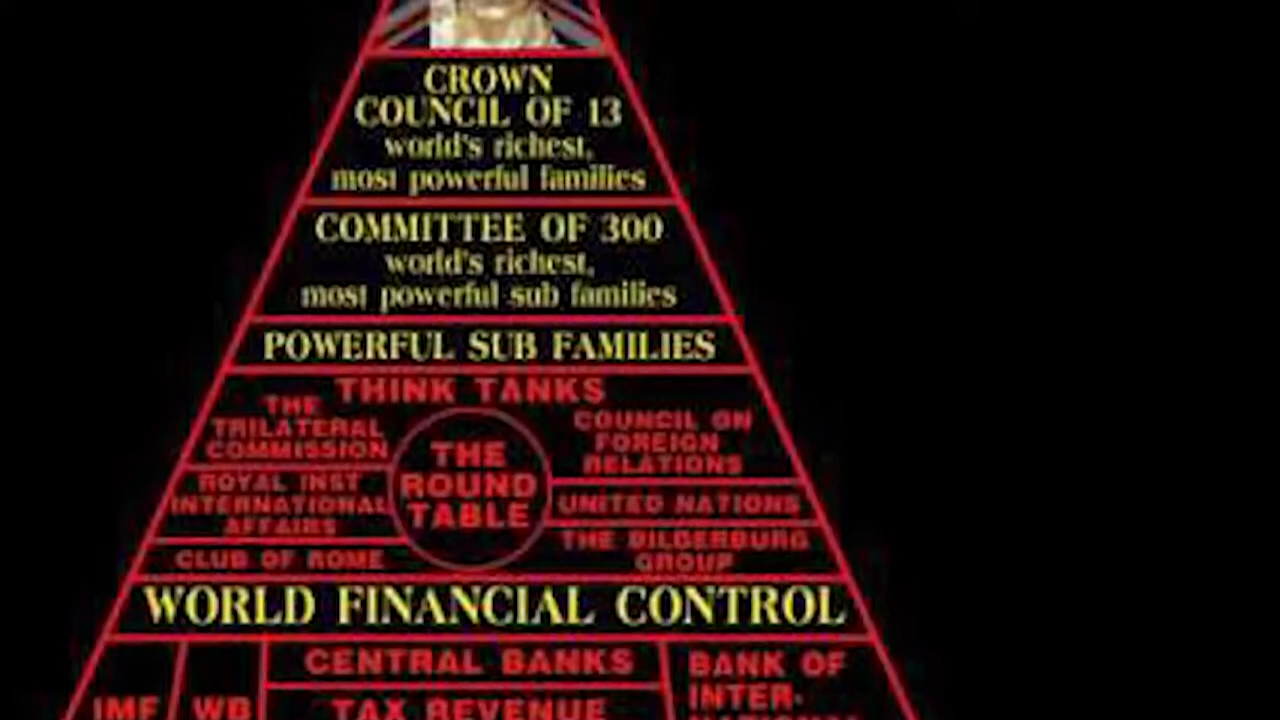 CROWN
COUNCIL OF 13
world's richest,
most powerful families
COMMITTEE OF 300
world's richest,
most powerful sub families
POWERFUL SUB FAMILIES
THINK TANKS
THE
TRILATERAL
COMMISSION
ROYAL INST
INTERNATIONAL
AFFAIRS
CLUB OF ROME
THE
ROUND
TABLE
COUNCIL ON
FOREIGN
RELATIONS
UNITED NATIONS
THE BILGERBURG
GROUP
WORLD FINANCIAL CONTROL
IMF
WB
CENTRAL BANKS
TAX REVENUE
BANK OF
INTER-